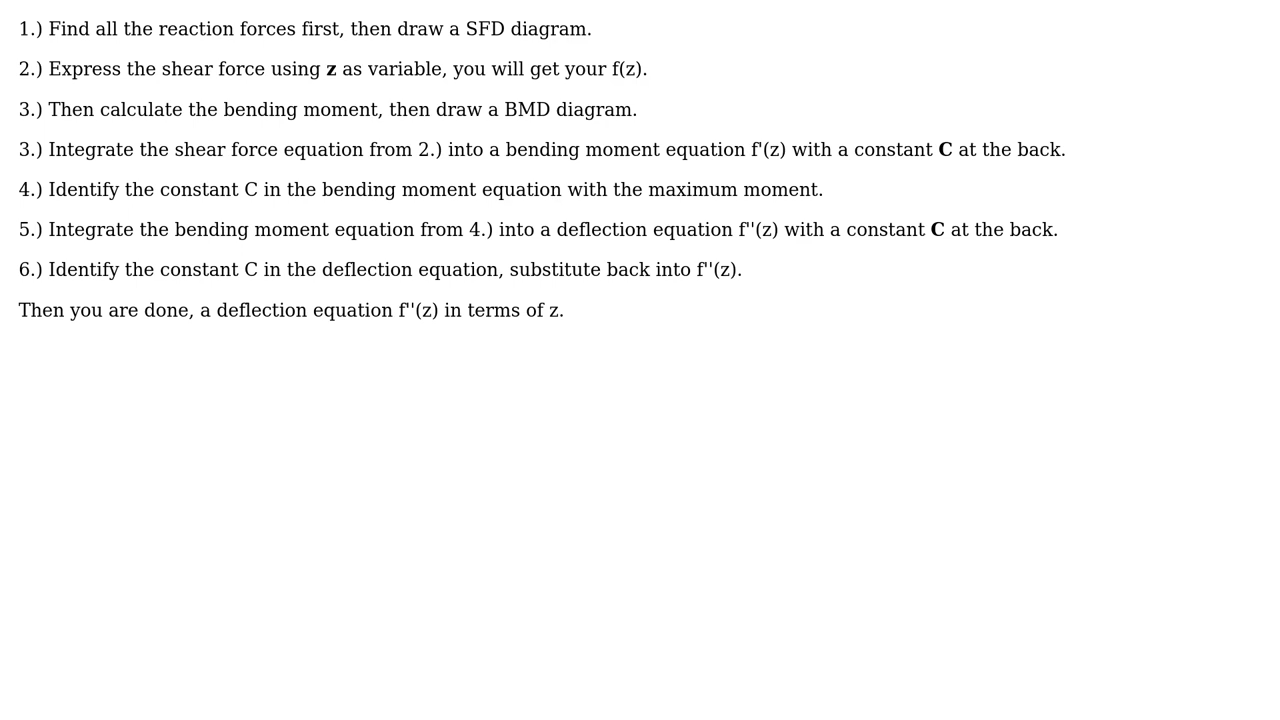 1.) Find all the reaction forces first, then draw a SFD diagram.
2.) Express the shear force using z as variable, you will get your f(z).
3.) Then calculate the bending moment, then draw a BMD diagram.
3.) Integrate the shear force equation from 2.) into a bending moment equation f'(z) with a constant C at the back.
4.) Identify the constant C in the bending moment equation with the maximum moment.
5.) Integrate the bending moment equation from 4.) into a deflection equation f''(z) with a constant C at the back.
6.) Identify the constant C in the deflection equation, substitute back into f''(z).
Then you are done, a deflection equation f''(z) in terms of z.